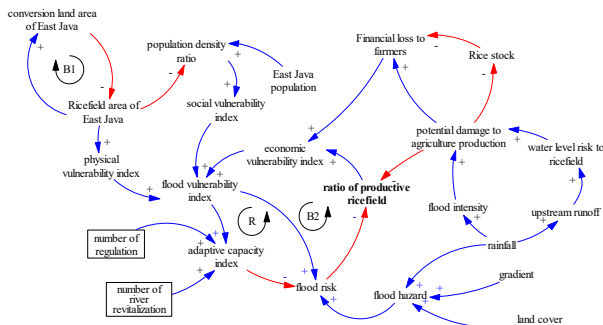 conversion land area
of East Java
+
B1
-
Ricefield area of
East Java
+
-
population density
ratio
+
+
East Java
population
social vulnerability
index
+
physical
vulnerability index
+
+
+
flood vulnerability
index
economic
vulnerability index
+
+
Financial loss to
farmers
+
-
Rice stock
-
potential damage to
agriculture production
+
+
+
water level risk to
ricefield
+
ratio of productive
ricefield
-
-
R
B2
number of
regulation
+
+
+
adaptive capacity
index
number of
river
revitalization
-
+
+
flood risk
flood intensity
+
upstream runoff
+
rainfall
gradient
flood hazard
+
+
+
land cover